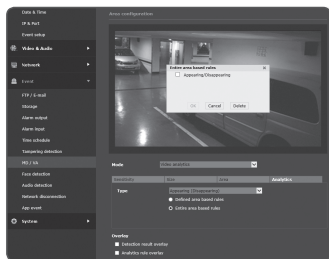 Date & Time
IP & Port
Event setup
Video & Audio
Network
Event
FTP / E-mail
Storage
Alarm output
Alarm input
Time schedule
Tampering detection
MD / VA
Face detection
Audio detection
Network disconnection
App event
System
Area configuration
Entire area based rules
Appearing/Disappearing
OK
Cancel
Delete
Mode
Video analytics
Sensitivity
Size
Area
Analytics
Type
Appearing (Disappearing)
Defined area based rules
Entire area based rules
Overlay
Detection result overlay
Analytics rule overlay